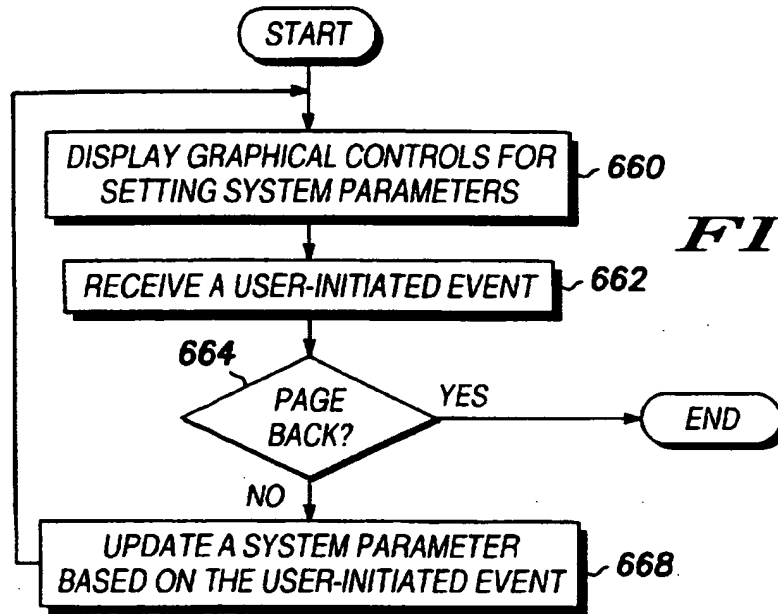 START
DISPLAY GRAPHICAL CONTROLS FOR
SETTING SYSTEM PARAMETERS
660
FI
RECEIVE A USER-INITIATED EVENT
662
664
PAGE
BACK?
YES
END
NO
UPDATE A SYSTEM PARAMETER
BASED ON THE USER-INITIATED EVENT
668